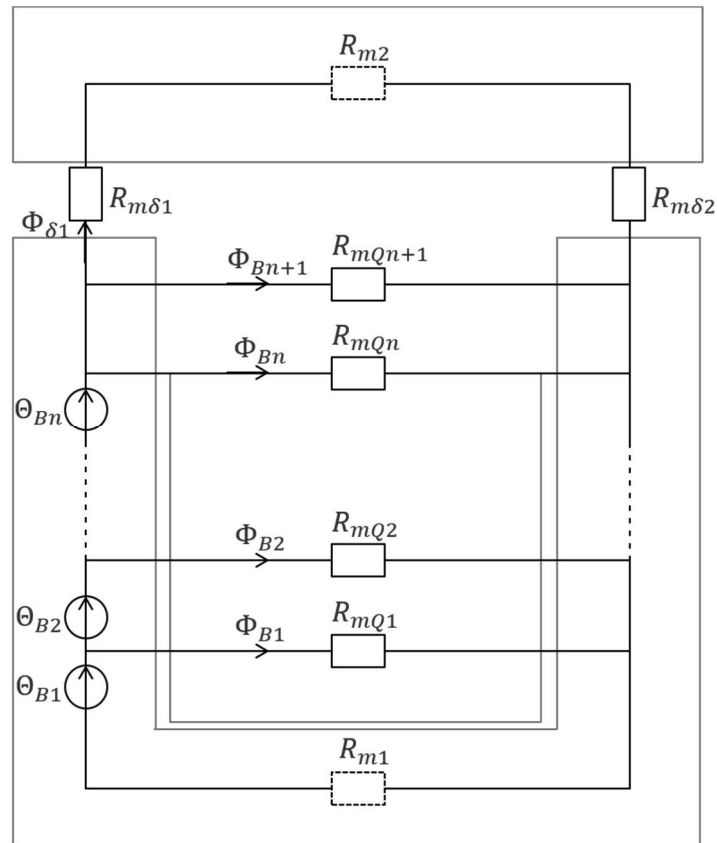 R_{m2}
R_{mδ1}
R_{mδ2}
Φ_{δ1}
Φ_{Bn+1}
R_{mQn+1}
Φ_{Bn}
R_{mQn}
Θ_{Bn}
Φ_{B2}
R_{mQ2}
Θ_{B2}
Φ_{B1}
R_{mQ1}
Θ_{B1}
R_{m1}